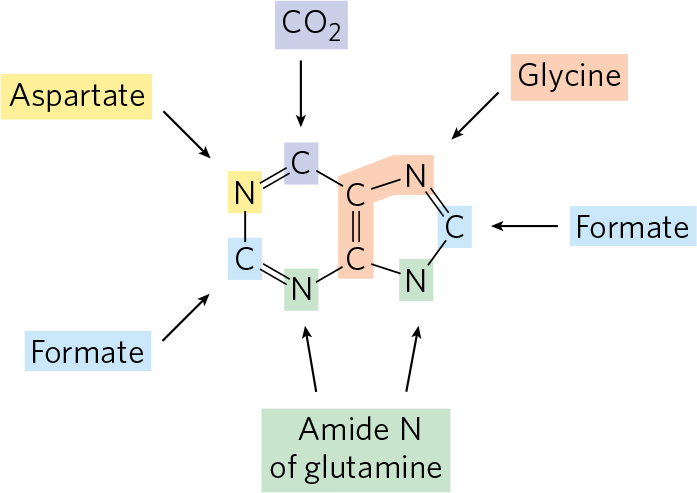 CO₂
Glycine
Aspartate
C
N
N
C
C
Formate
C
C
N
N
Formate
Amide N
of glutamine